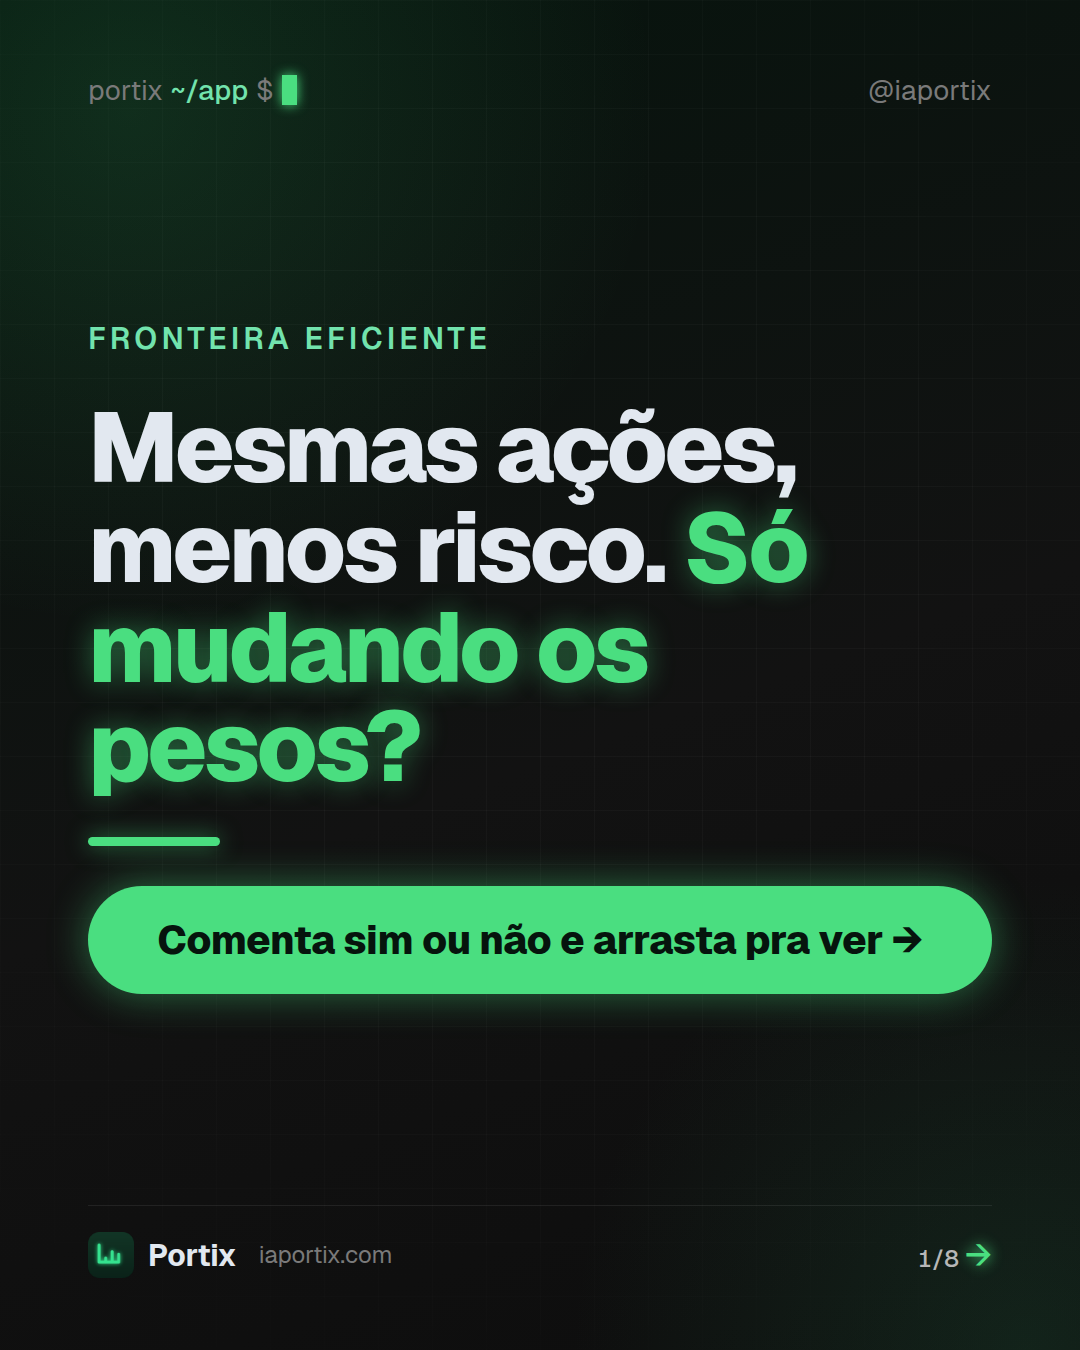 portix ~/app $
@iaportix
FRONTEIRA EFICIENTE
Mesmas ações,
menos risco. Só
mudando os
pesos?
Comenta sim ou não e arrasta pra ver →
Portix iaportix.com
1/8 →